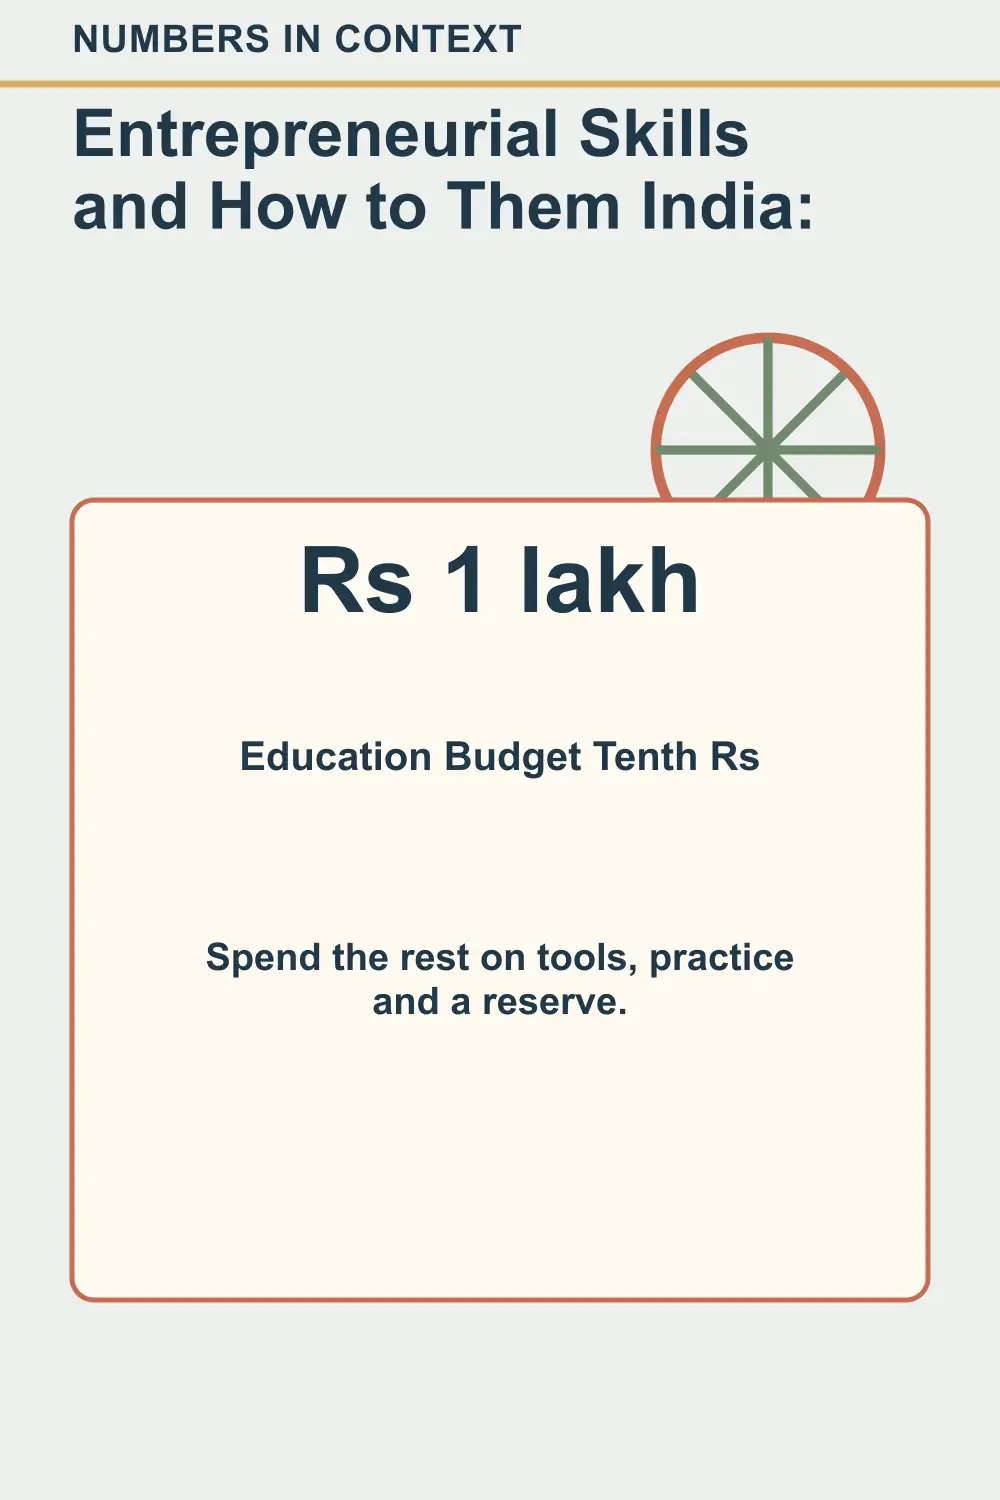 NUMBERS IN CONTEXT
Entrepreneurial Skills
and How to Them India:
Rs 1 lakh
Education Budget Tenth Rs
Spend the rest on tools, practice
and a reserve.